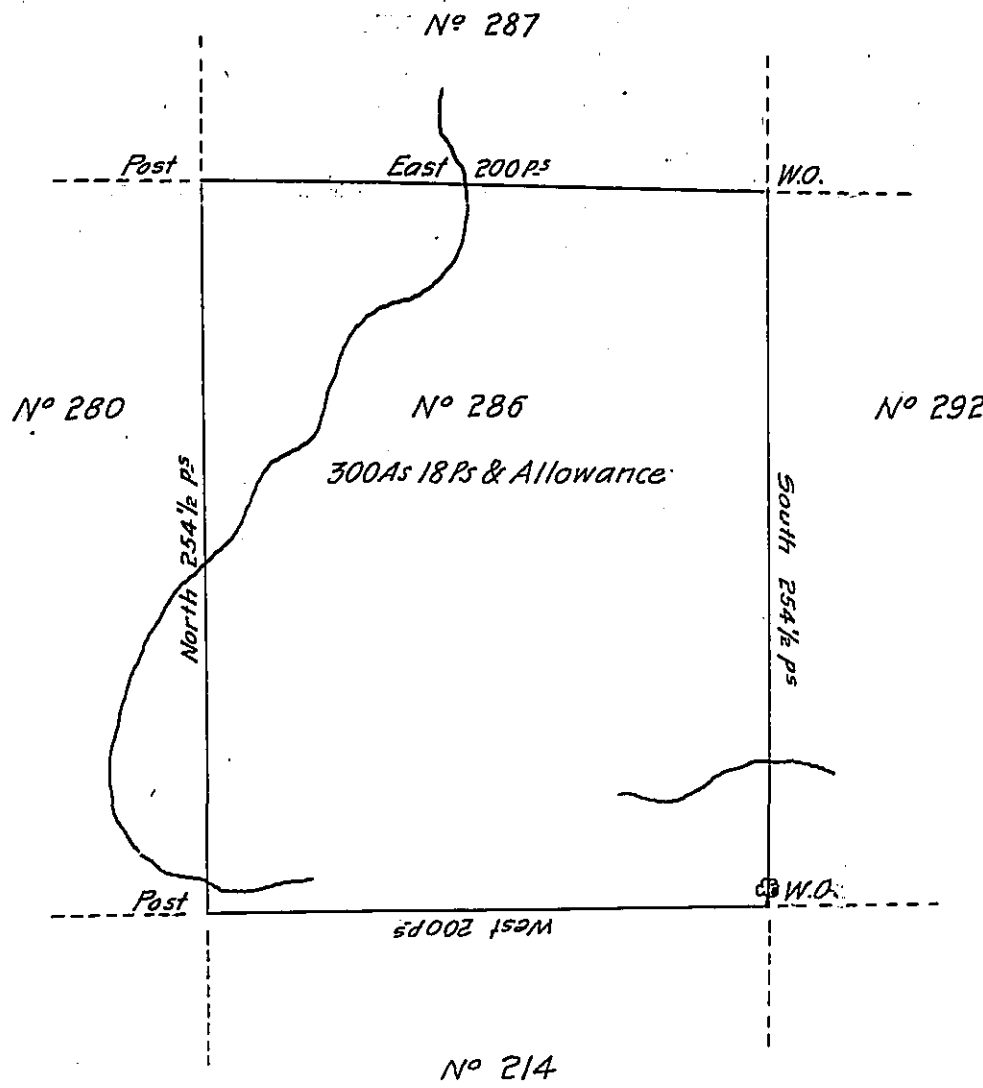 Nº 287
Post
East 200 Ps
W.O.
Nº 280
Nº 286
Nº 292
300As 18Ps & Allowance
North 254½ ps
South 254½ ps
Post
W.O.
West 200ps
Nº 214